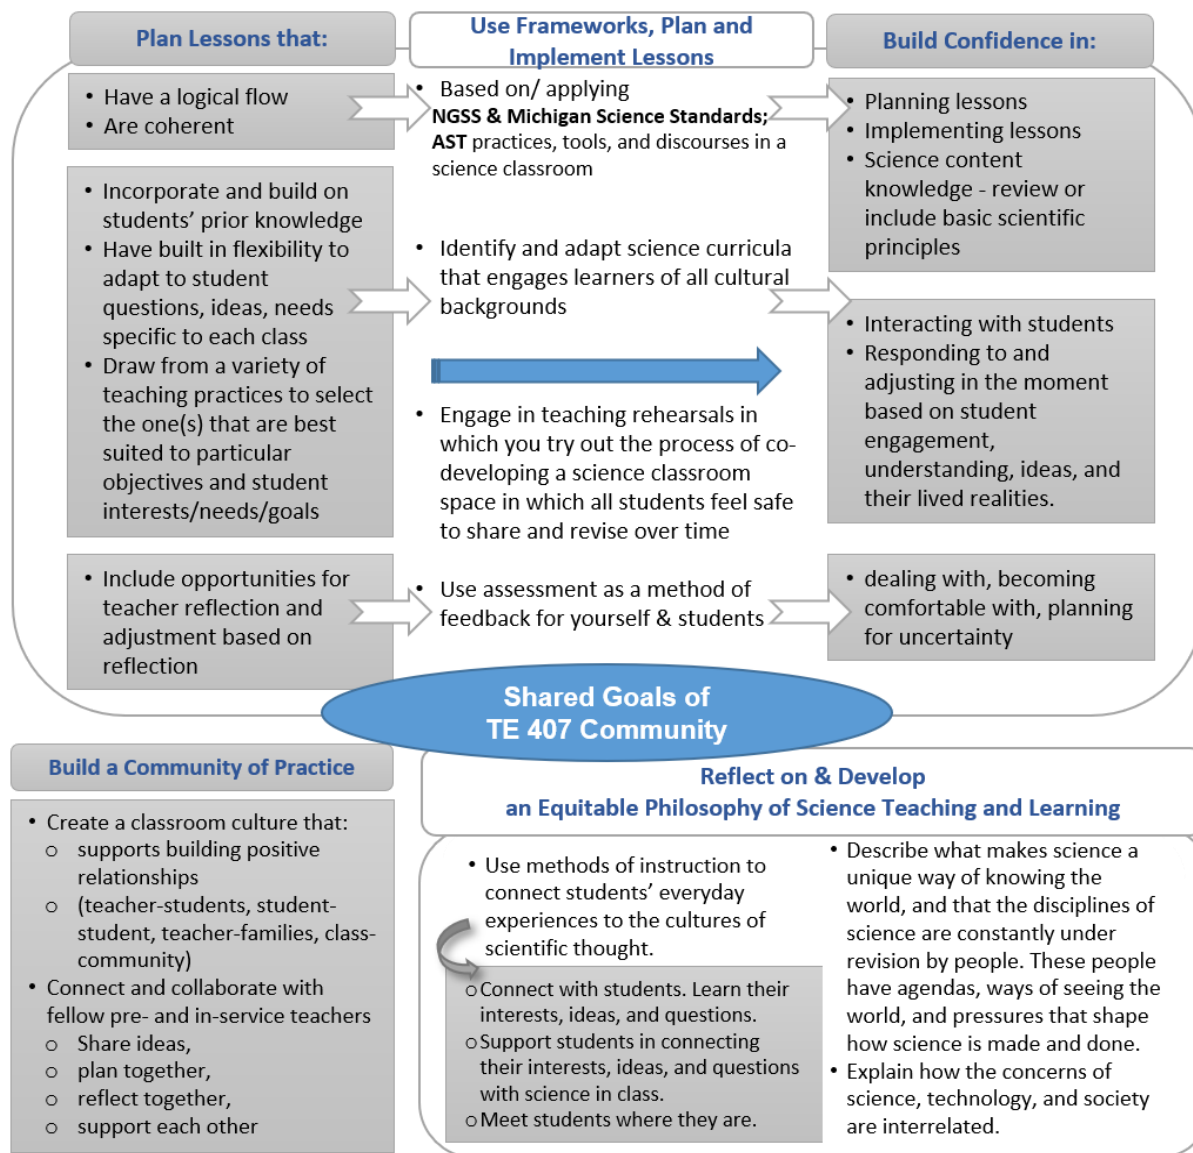 Plan Lessons that:
• Have a logical flow
• Are coherent
• Incorporate and build on
students’ prior knowledge
• Have built in flexibility to
adapt to student
questions, ideas, needs
specific to each class
• Draw from a variety of
teaching practices to select
the one(s) that are best
suited to particular
objectives and student
interests/needs/goals
• Include opportunities for
teacher reflection and
adjustment based on
reflection
Use Frameworks, Plan and
Implement Lessons
• Based on/ applying
NGSS & Michigan Science Standards;
AST practices, tools, and discourses in a
science classroom
• Identify and adapt science curricula
that engages learners of all cultural
backgrounds
• Engage in teaching rehearsals in
which you try out the process of co-
developing a science classroom
space in which all students feel safe
to share and revise over time
• Use assessment as a method of
feedback for yourself & students
Build Confidence in:
• Planning lessons
• Implementing lessons
• Science content
knowledge - review or
include basic scientific
principles
• Interacting with students
• Responding to and
adjusting in the moment
based on student
engagement,
understanding, ideas, and
their lived realities.
• dealing with, becoming
comfortable with, planning
for uncertainty
Shared Goals of
TE 407 Community
Build a Community of Practice
• Create a classroom culture that:
o supports building positive
relationships
o (teacher-students, student-
student, teacher-families, class-
community)
• Connect and collaborate with
fellow pre- and in-service teachers
o Share ideas,
o plan together,
o reflect together,
o support each other
Reflect on & Develop
an Equitable Philosophy of Science Teaching and Learning
• Use methods of instruction to
connect students’ everyday
experiences to the cultures of
scientific thought.
o Connect with students. Learn their
interests, ideas, and questions.
o Support students in connecting
their interests, ideas, and questions
with science in class.
o Meet students where they are.
• Describe what makes science a
unique way of knowing the
world, and that the disciplines of
science are constantly under
revision by people. These people
have agendas, ways of seeing the
world, and pressures that shape
how science is made and done.
• Explain how the concerns of
science, technology, and society
are interrelated.